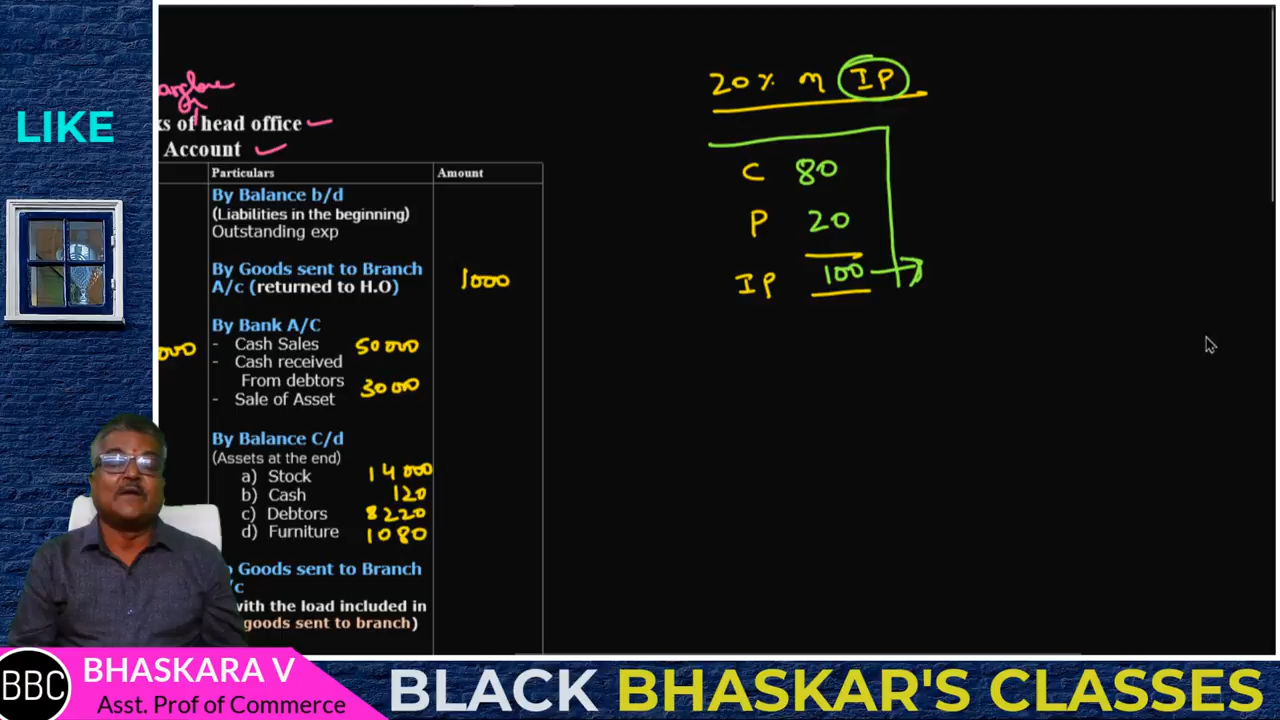 LIKE
ks of head office
Account
Particulars Amount
By Balance b/d
(Liabilities in the beginning)
Outstanding exp
By Goods sent to Branch
A/c (returned to H.O) 1000
By Bank A/C
- Cash Sales 50000
- Cash received
From debtors 30000
- Sale of Asset
By Balance C/d
(Assets at the end)
a) Stock 14000
b) Cash 120
c) Debtors 8220
d) Furniture 1080
Goods sent to Branch
with the load included in
goods sent to branch)
20% IP
C 80
P 20
IP 100
BBC
BHASKARA V
Asst. Prof of Commerce
BLACK BHASKAR'S CLASSES